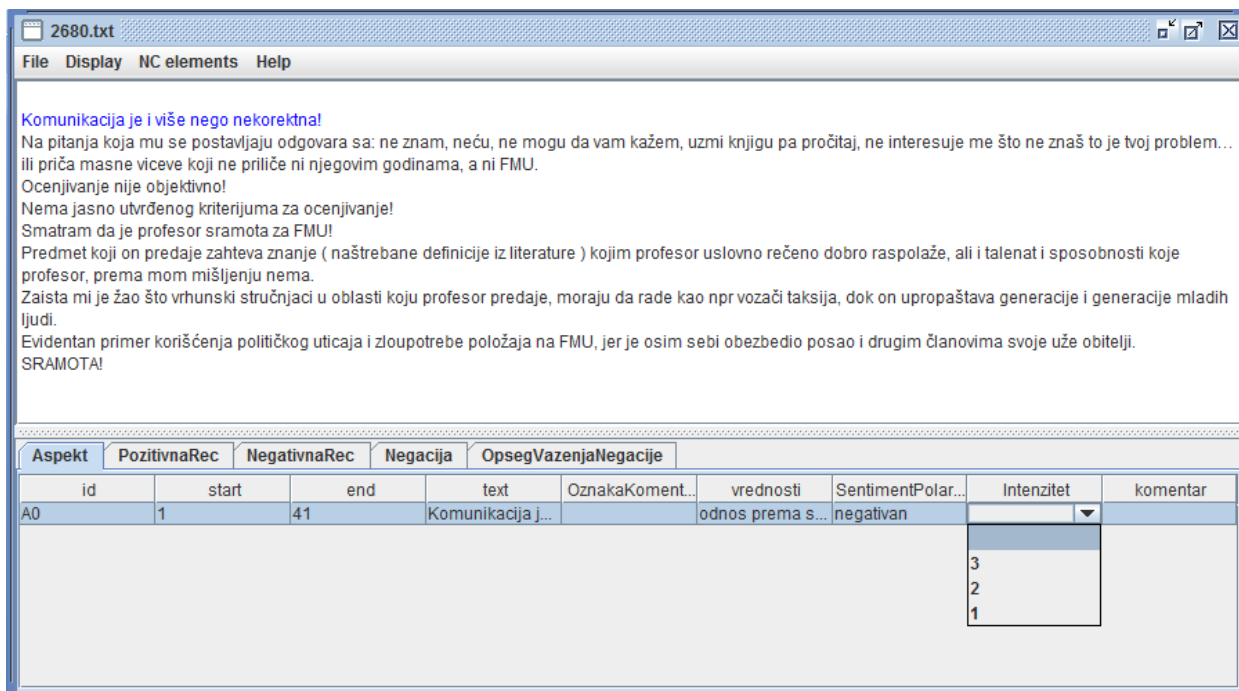 2680.txt
File Display NC elements Help
Komunikacija je i više nego nekorektna!
Na pitanja koja mu se postavljaju odgovara sa: ne znam, neću, ne mogu da vam kažem, uzmi knjigu pa pročitaj, ne interesuje me što ne znaš to je tvoj problem…
ili priča masne viceve koji ne priliče ni njegovim godinama, a ni FMU.
Ocenjivanje nije objektivno!
Nema jasno utvrđenog kriterijuma za ocenjivanje!
Smatram da je profesor sramota za FMU!
Predmet koji on predaje zahteva znanje ( naštrebane definicije iz literature ) kojim profesor uslovno rečeno dobro raspolaže, ali i talenat i sposobnosti koje
profesor, prema mom mišljenju nema.
Zaista mi je žao što vrhunski stručnjaci u oblasti koju profesor predaje, moraju da rade kao npr vozači taksija, dok on upropaštava generacije i generacije mladih
ljudi.
Evidentan primer korišćenja političkog uticaja i zloupotrebe položaja na FMU, jer je osim sebi obezbedio posao i drugim članovima svoje uže obitelji.
SRAMOTA!
Aspekt PozitivnaRec NegativnaRec Negacija OpsegVazenjaNegacije
id start end text OznakaKoment... vrednosti SentimentPolar... Intenzitet komentar
A0 1 41 Komunikacija j... odnos prema s... negativan
3
2
1